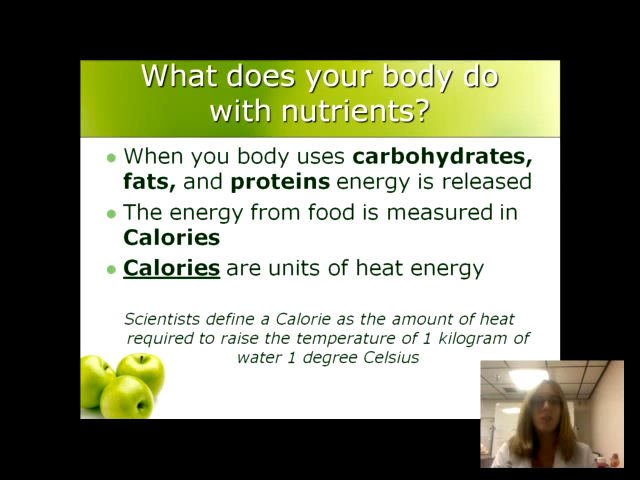 What does your body do
with nutrients?
When you body uses carbohydrates,
fats, and proteins energy is released
The energy from food is measured in
Calories
Calories are units of heat energy
Scientists define a Calorie as the amount of heat
required to raise the temperature of 1 kilogram of
water 1 degree Celsius